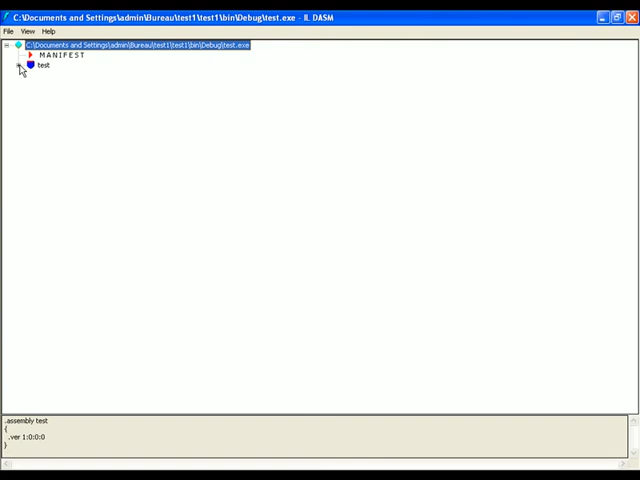 C:\Documents and Settings\admin\Bureau\test1\test1\bin\Debug\test.exe - IL DASM
File View Help
C:\Documents and Settings\admin\Bureau\test1\test1\bin\Debug\test.exe
MANIFEST
test
.assembly test
{
.ver 1:0:0:0
}